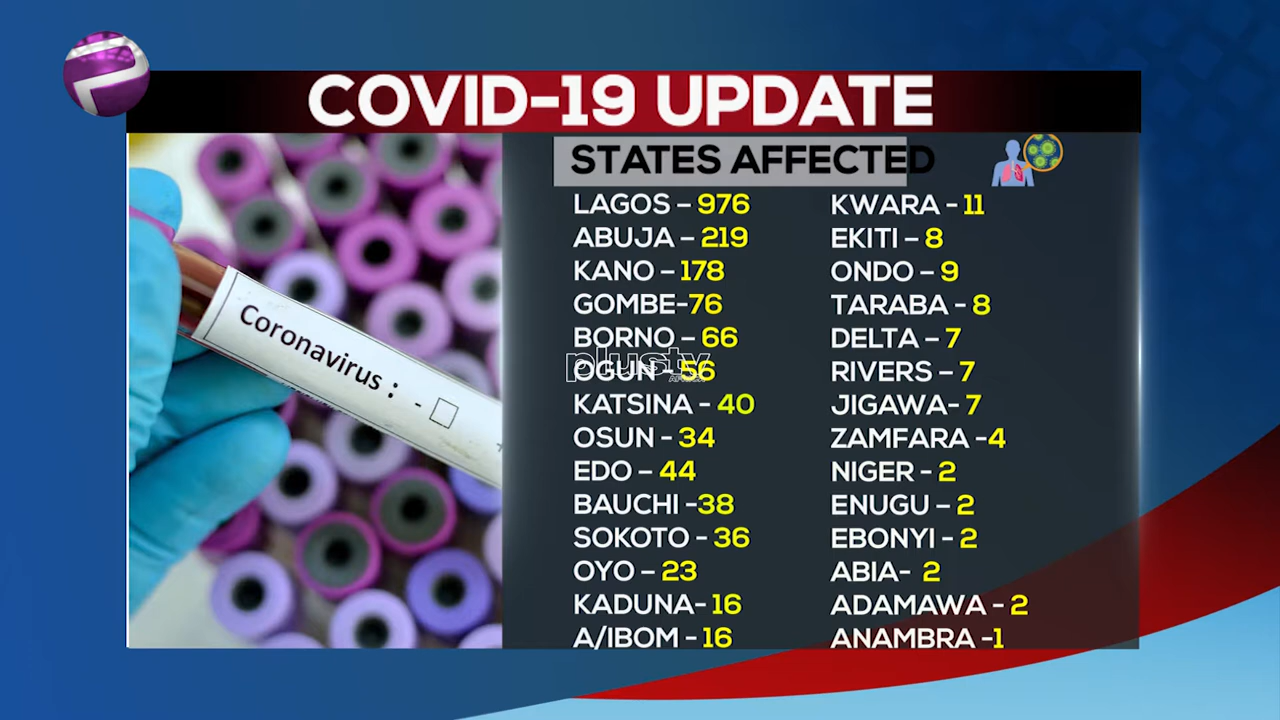 COVID-19 UPDATE
STATES AFFECTED
LAGOS – 976
ABUJA – 219
KANO – 178
GOMBE-76
BORNO – 66
OGUN - 56
KATSINA - 40
OSUN - 34
EDO – 44
BAUCHI -38
SOKOTO - 36
OYO – 23
KADUNA- 16
A/IBOM - 16
KWARA - 11
EKITI – 8
ONDO – 9
TARABA - 8
DELTA – 7
RIVERS – 7
JIGAWA- 7
ZAMFARA -4
NIGER - 2
ENUGU – 2
EBONYI - 2
ABIA- 2
ADAMAWA - 2
ANAMBRA -1
plustv
AFRICA
Coronavirus : - □